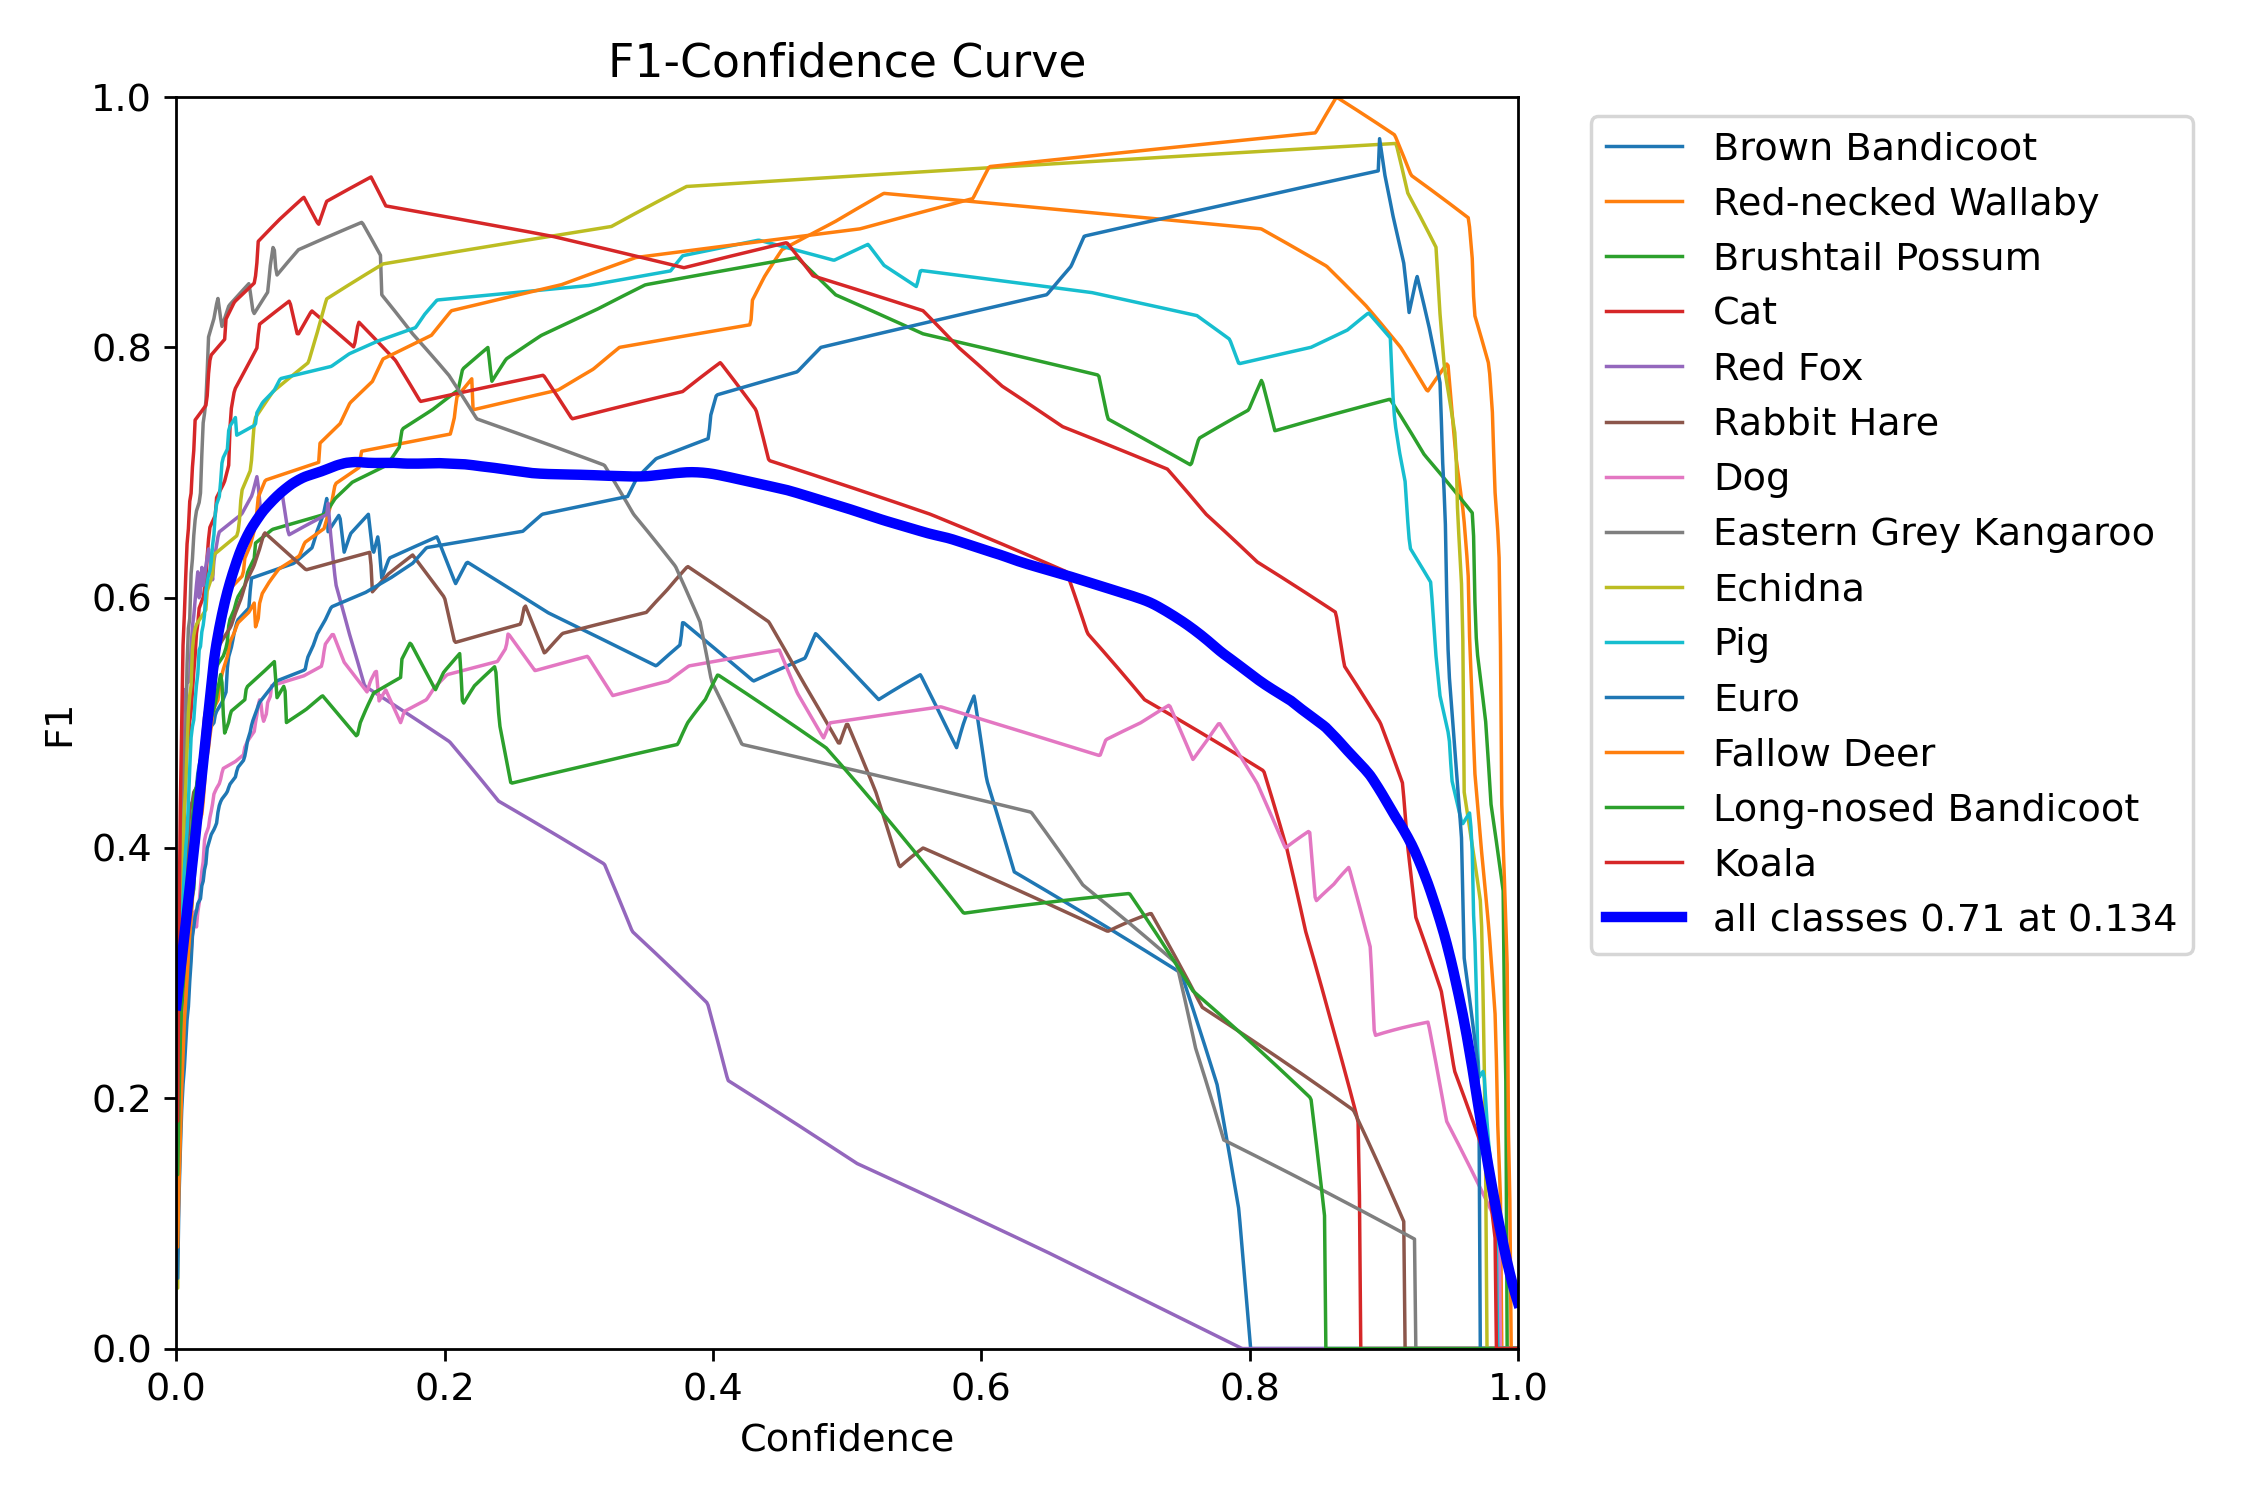 F1-Confidence Curve
1.0
0.8
0.6
0.4
0.2
0.0
F1
0.0 0.2 0.4 0.6 0.8 1.0
Confidence
Brown Bandicoot
Red-necked Wallaby
Brushtail Possum
Cat
Red Fox
Rabbit Hare
Dog
Eastern Grey Kangaroo
Echidna
Pig
Euro
Fallow Deer
Long-nosed Bandicoot
Koala
all classes 0.71 at 0.134